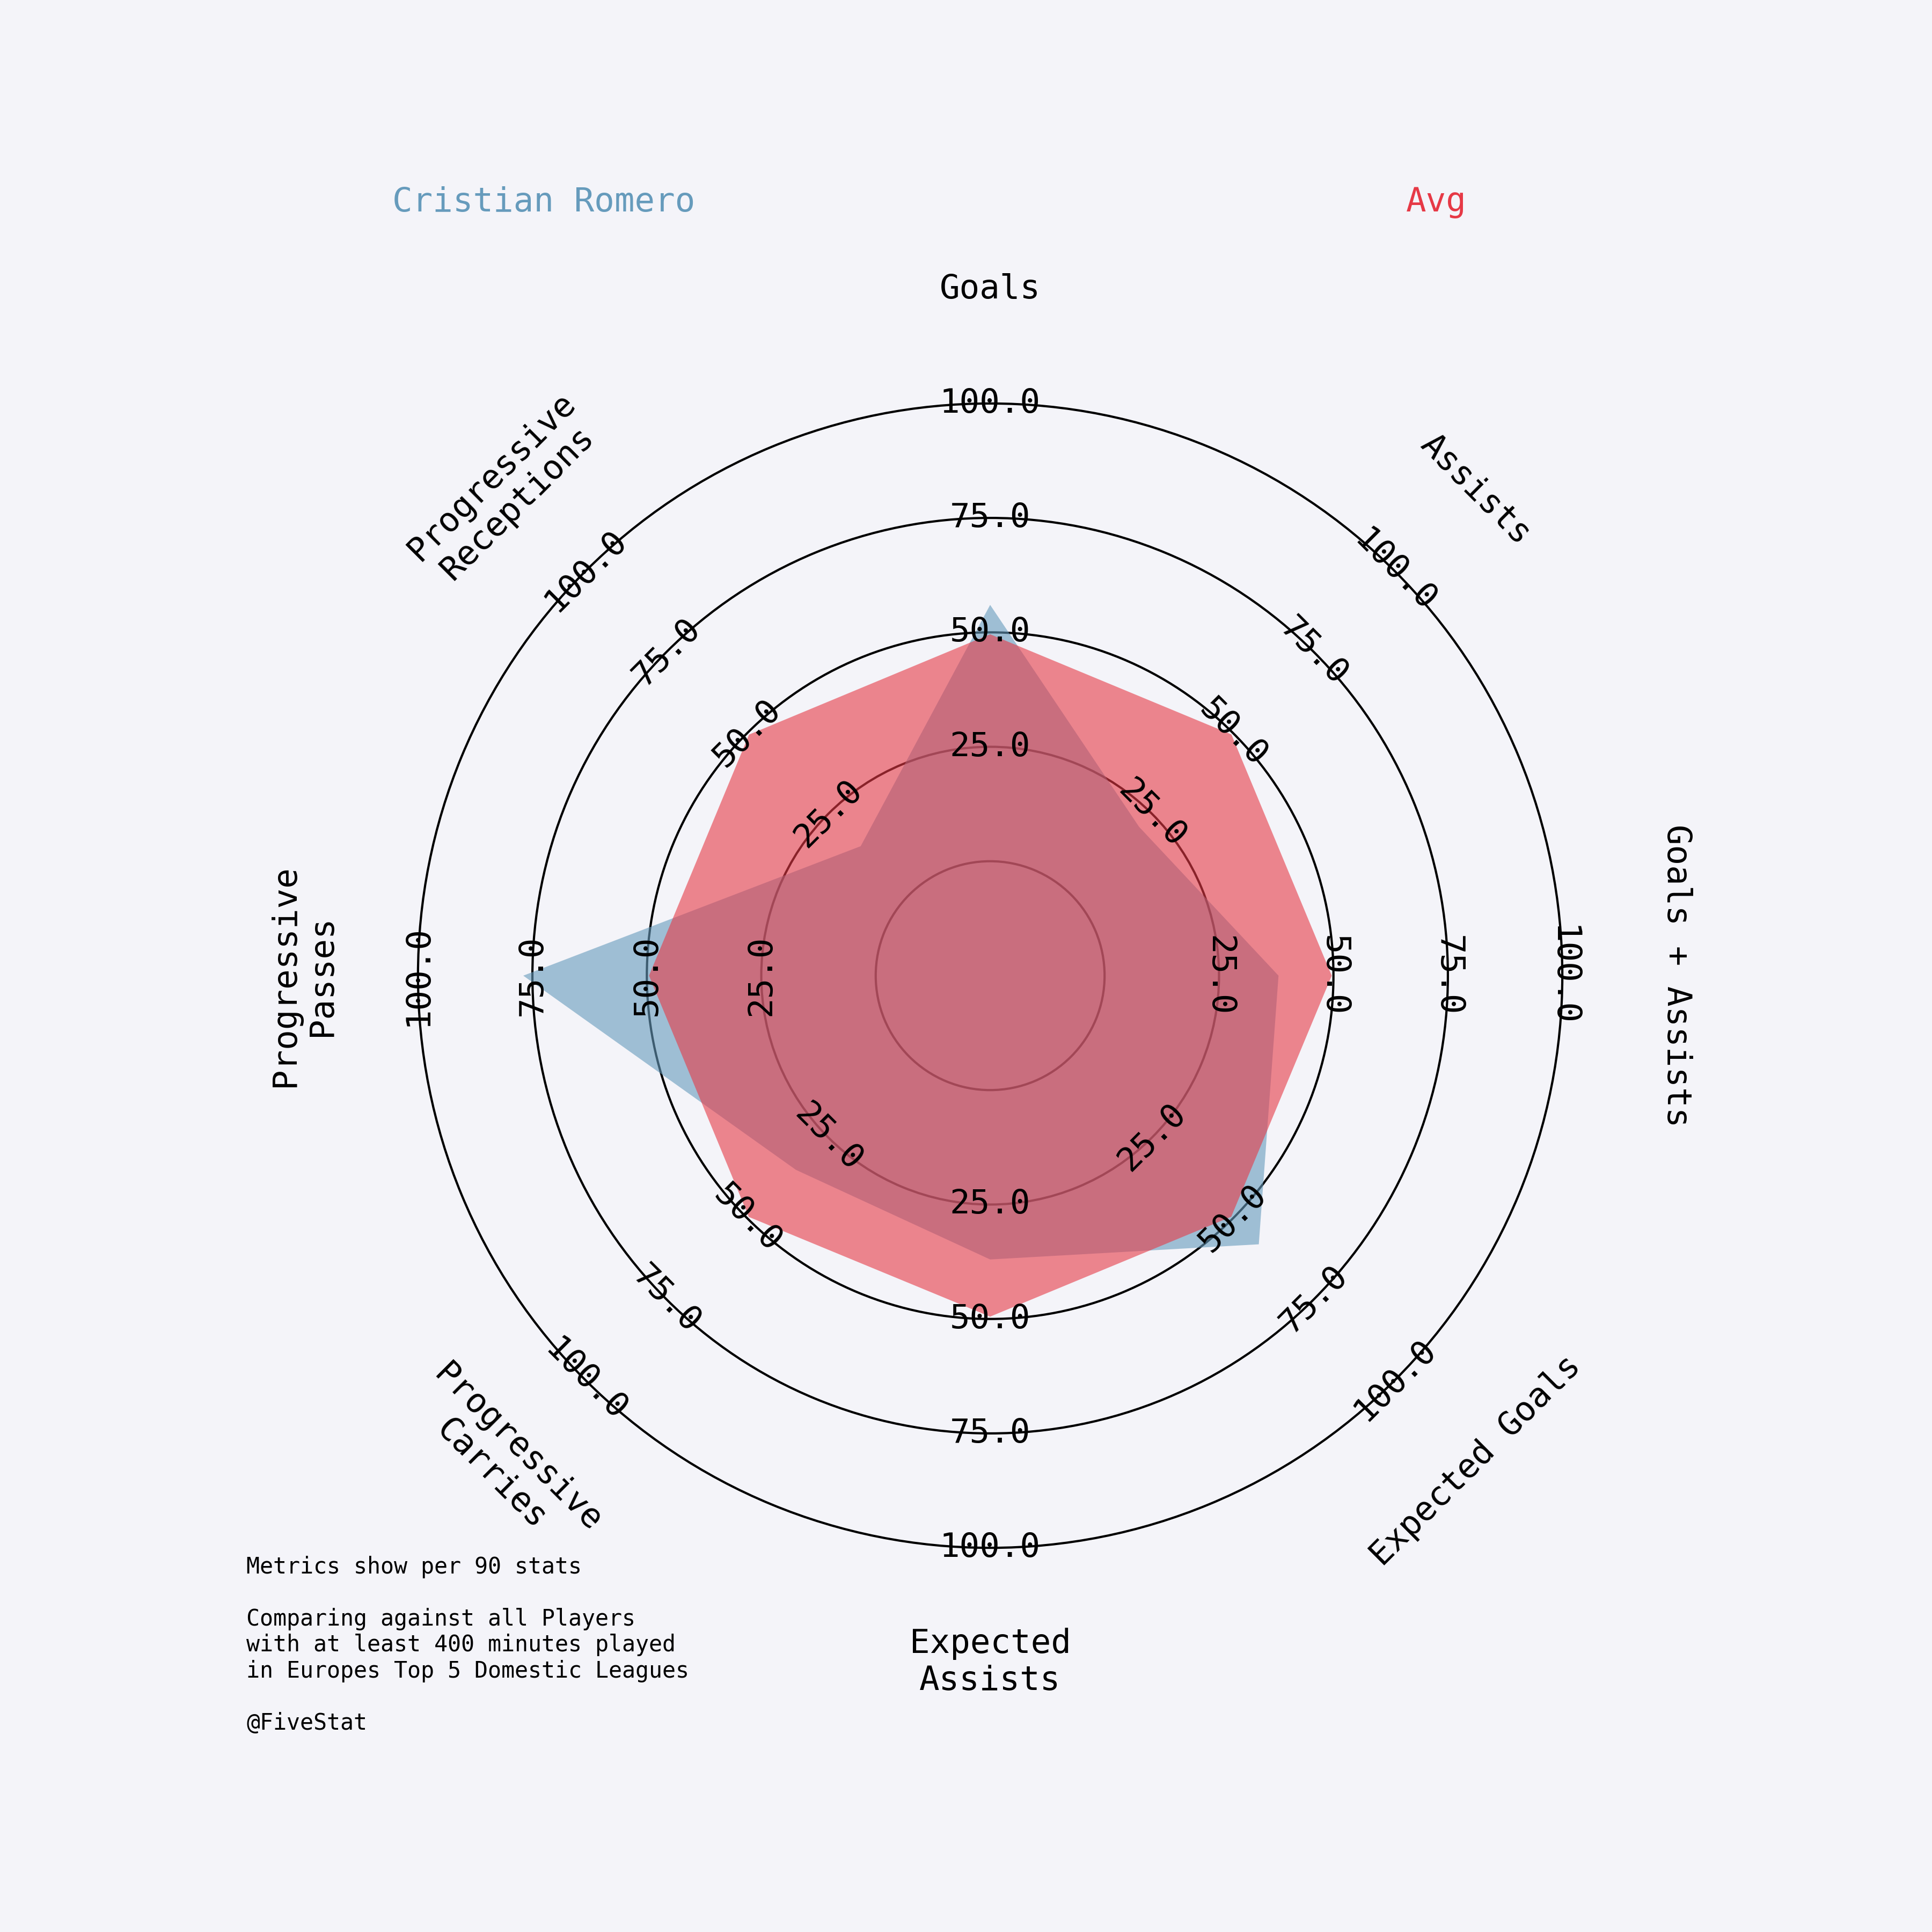 Cristian Romero
Avg
Goals
Assists
Goals + Assists
Expected Goals
Expected
Assists
Progressive
Carries
Progressive
Passes
Progressive
Receptions
25.0
50.0
75.0
100.0
25.0
50.0
75.0
100.0
25.0
50.0
75.0
100.0
25.0
50.0
75.0
100.0
25.0
50.0
75.0
100.0
25.0
50.0
75.0
100.0
25.0
50.0
75.0
100.0
25.0
50.0
75.0
100.0
Metrics show per 90 stats
Comparing against all Players
with at least 400 minutes played
in Europes Top 5 Domestic Leagues
@FiveStat